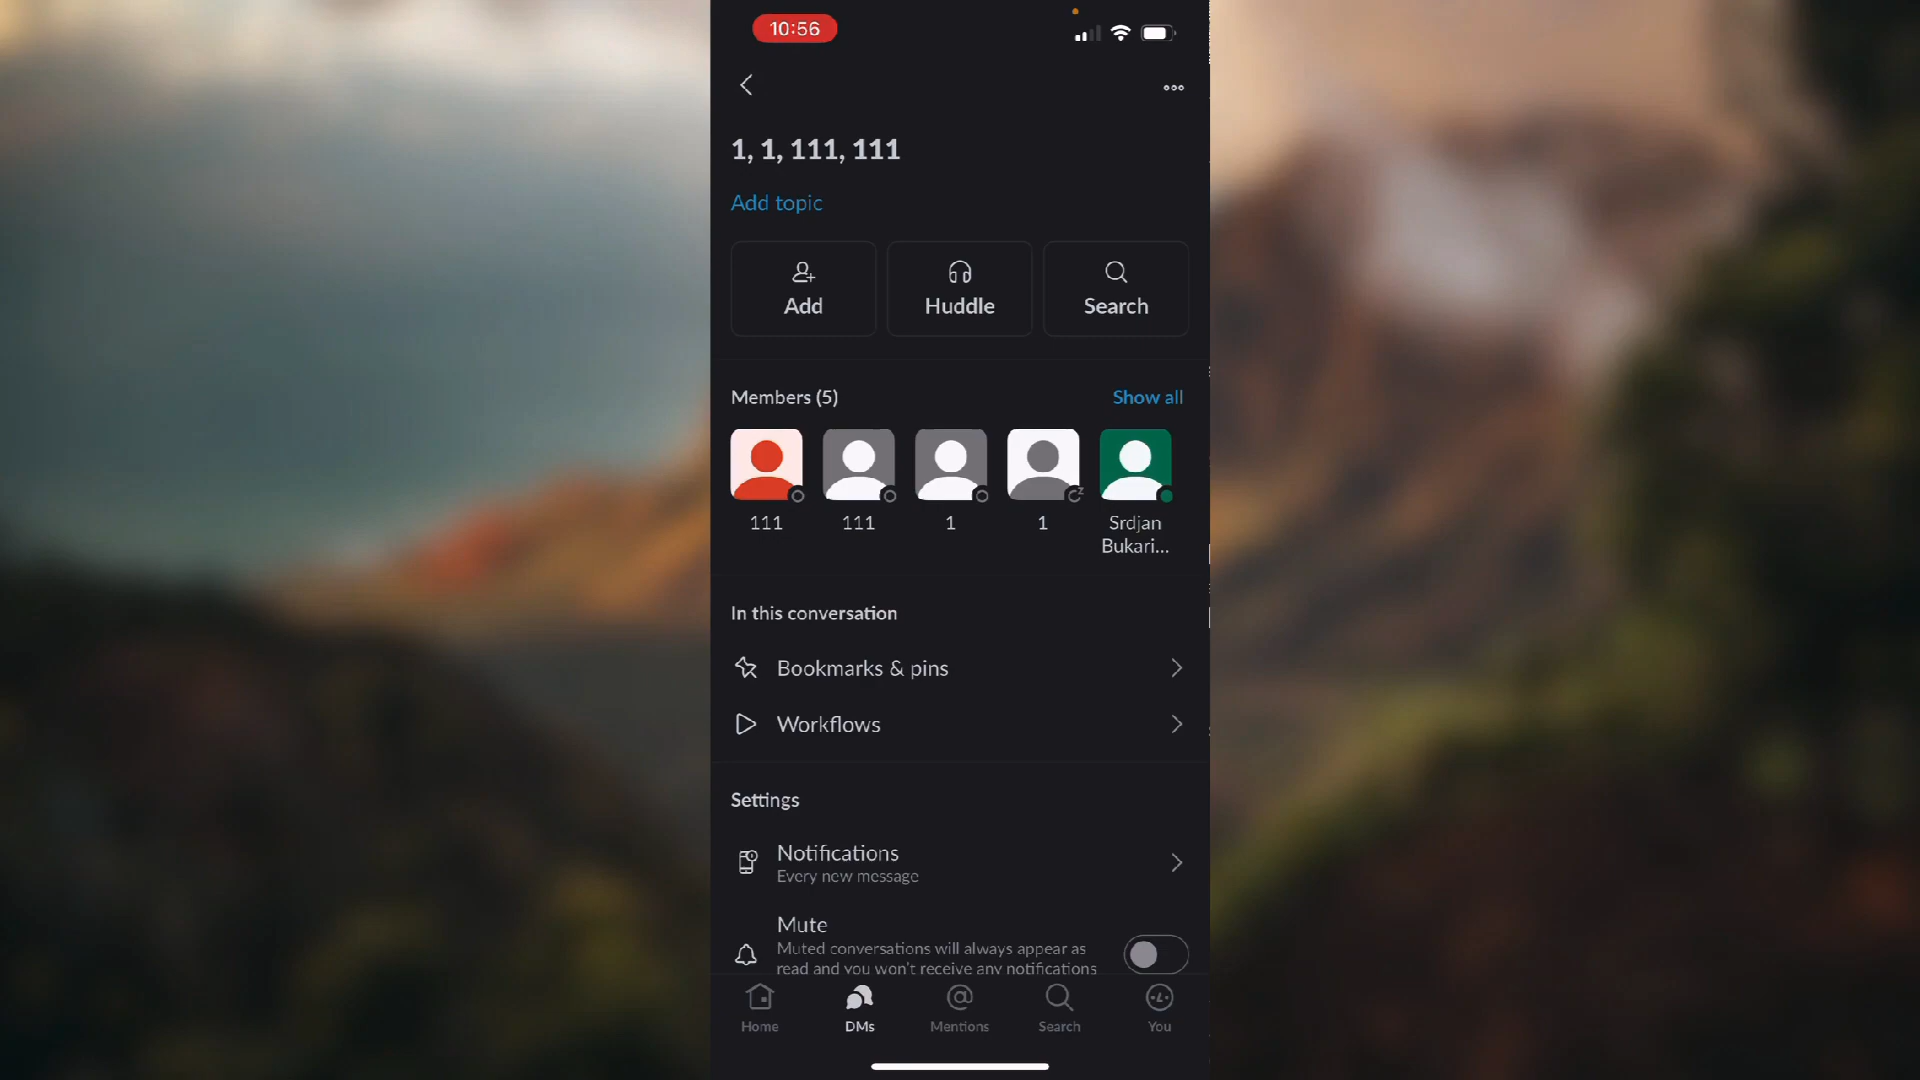 10:56
1, 1, 111, 111
Add topic
Add
Huddle
Search
Members (5)
Show all
111
111
1
1
Srdjan
Bukari...
In this conversation
Bookmarks & pins
Workflows
Settings
Notifications
Every new message
Mute
Muted conversations will always appear as
read and you won't receive any notifications
Home
DMs
Mentions
Search
You